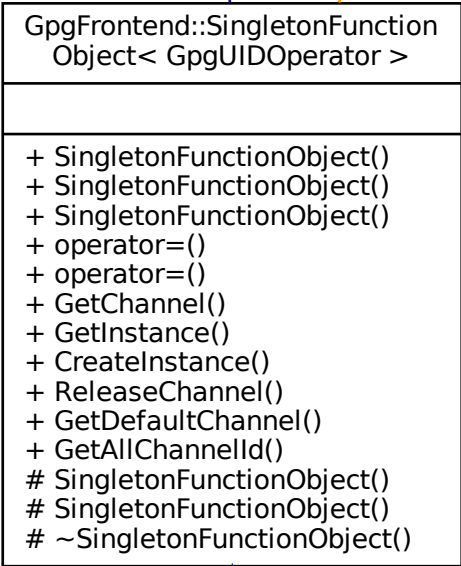 GpgFrontend::SingletonFunction
Object< GpgUIDOperator >
+ SingletonFunctionObject()
+ SingletonFunctionObject()
+ SingletonFunctionObject()
+ operator=()
+ operator=()
+ GetChannel()
+ GetInstance()
+ CreateInstance()
+ ReleaseChannel()
+ GetDefaultChannel()
+ GetAllChannelId()
# SingletonFunctionObject()
# SingletonFunctionObject()
# ~SingletonFunctionObject()